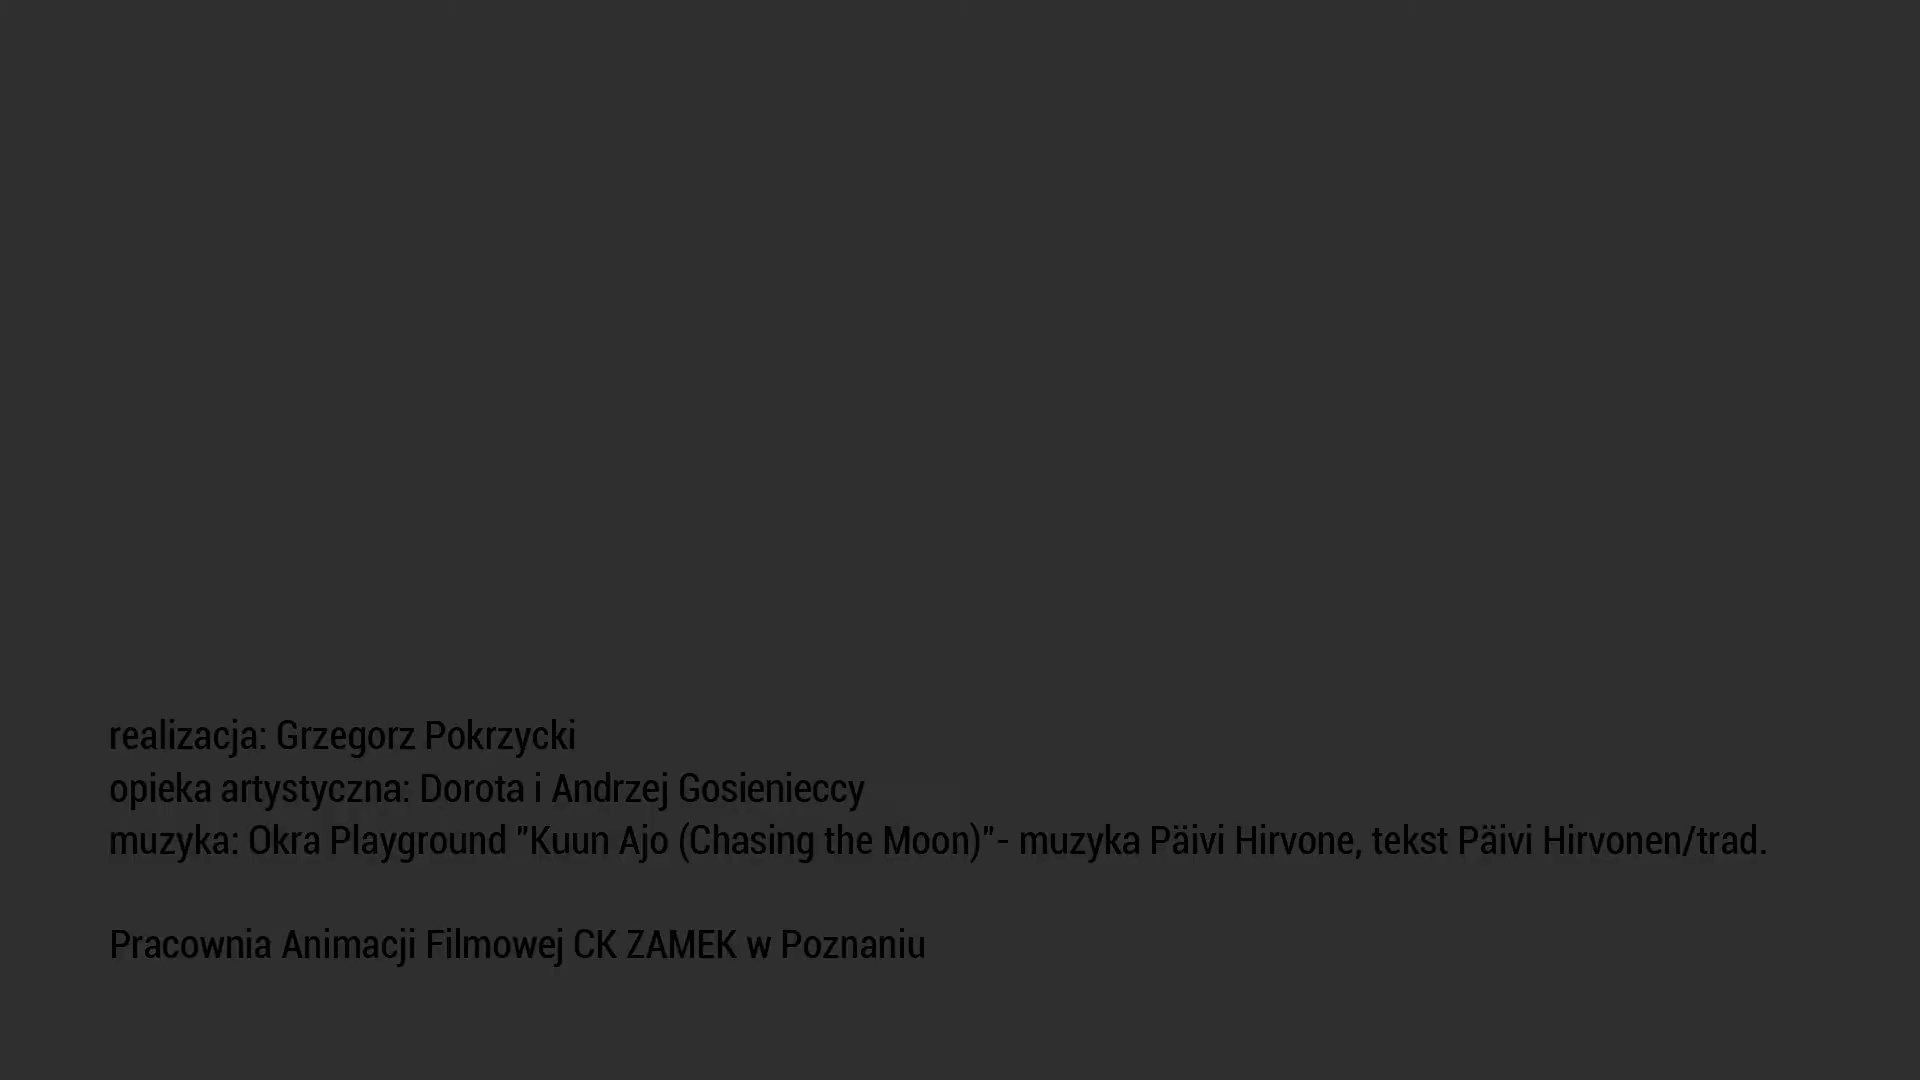 realizacja: Grzegorz Pokrzycki
opieka artystyczna: Dorota i Andrzej Gosienieccy
muzyka: Okra Playground "Kuun Ajo (Chasing the Moon)"- muzyka Päivi Hirvone, tekst Päivi Hirvonen/trad.
Pracownia Animacji Filmowej CK ZAMEK w Poznaniu